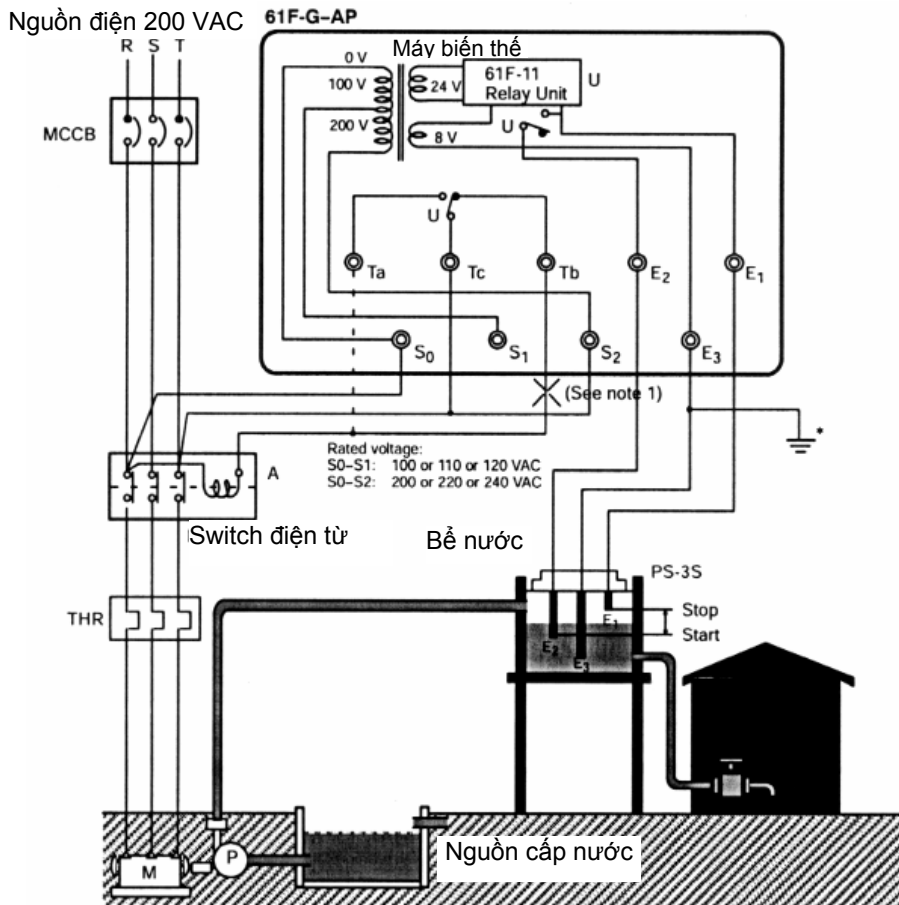 Nguồn điện 200 VAC
61F-G-AP
R S T
0 V
Máy biến thế
100 V
24 V
61F-11
Relay Unit
U
MCCB
200 V
8 V
U
U
Ta
Tc
Tb
E2
E1
S0
S1
S2
E3
(See note 1)
*
Rated voltage:
S0-S1: 100 or 110 or 120 VAC
S0-S2: 200 or 220 or 240 VAC
A
Switch điện từ
Bể nước
PS-3S
THR
Stop
E1
Start
E2
E3
Nguồn cấp nước
P
M